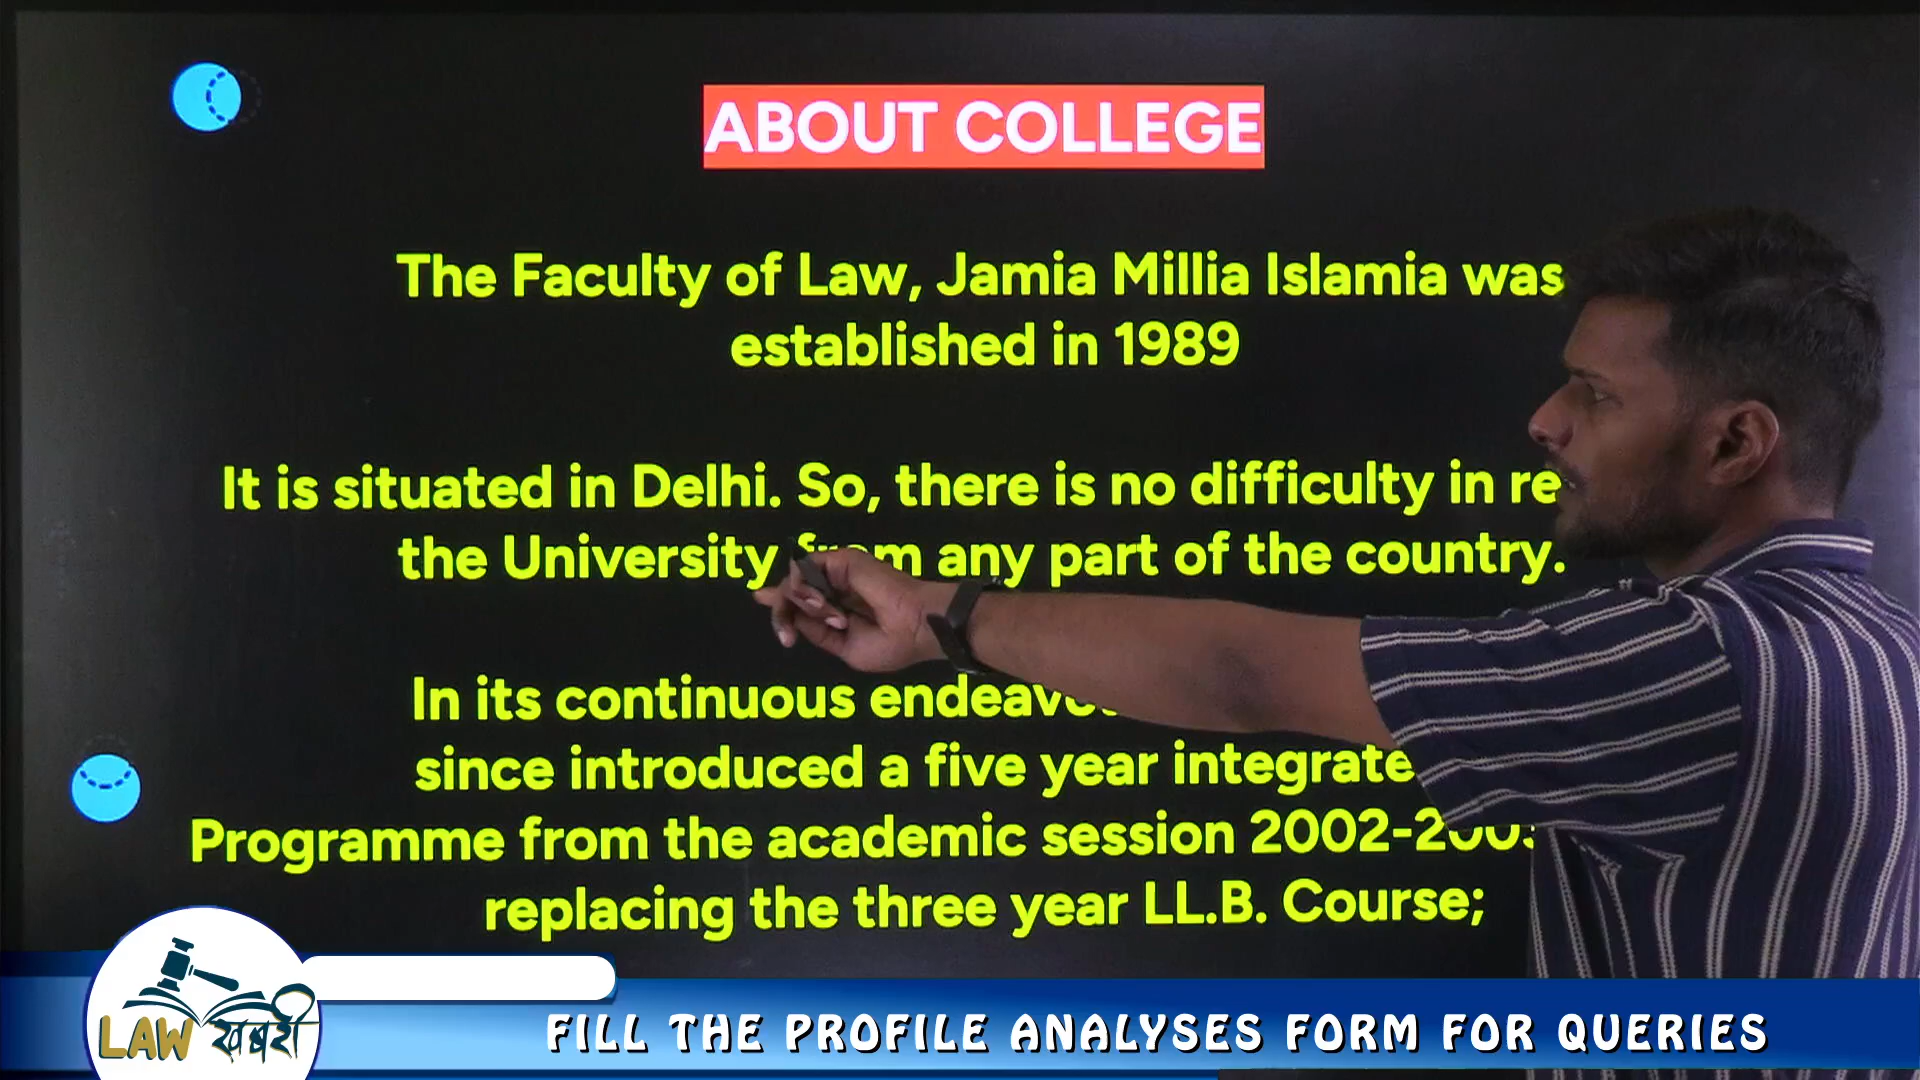 ABOUT COLLEGE
The Faculty of Law, Jamia Millia Islamia was
established in 1989
It is situated in Delhi. So, there is no difficulty in
the University from any part of the country.
In its continuous
since introduced a five year
Programme from the academic session
replacing the three year LL.B. Course;
LAW खबरी
FILL THE PROFILE ANALYSES FORM FOR QUERIES